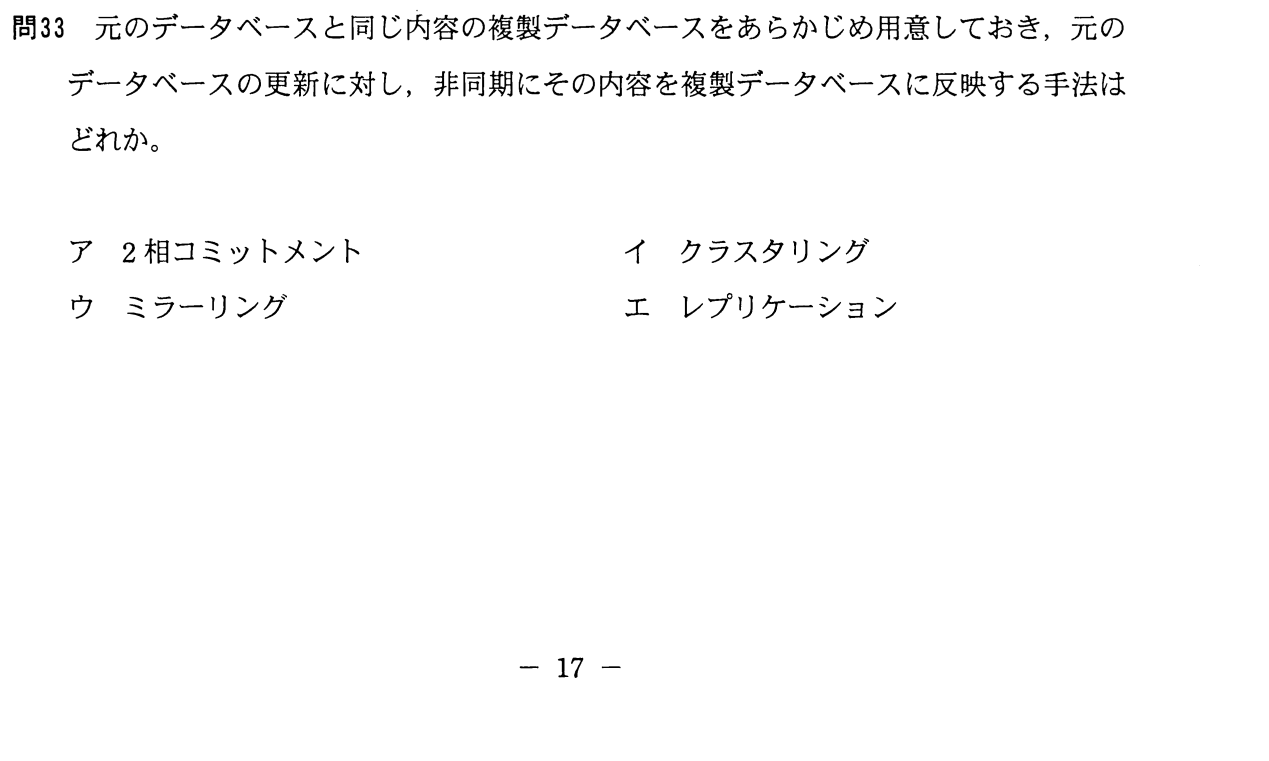 問33 元のデータベースと同じ内容の複製データベースをあらかじめ用意しておき，元の
データベースの更新に対し，非同期にその内容を複製データベースに反映する手法は
どれか。
ア 2相コミットメント イ クラスタリング
ウ ミラーリング エ レプリケーション
－ 17 －